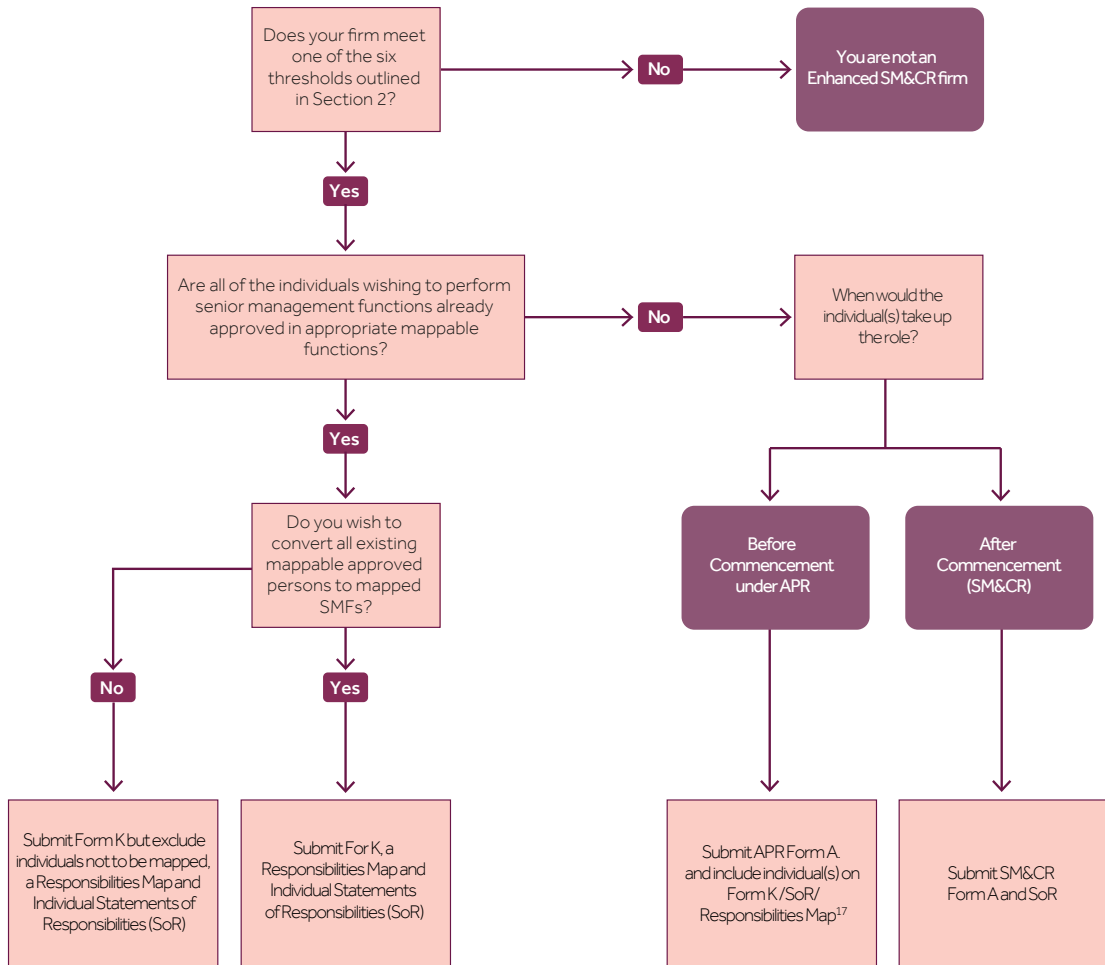 Does your firm meet
one of the six
thresholds outlined
in Section 2?
No
You are not an
Enhanced SM&CR firm
Yes
Are all of the individuals wishing to perform
senior management functions already
approved in appropriate mappable
functions?
No
When would the
individual(s) take up
the role?
Yes
Do you wish to
convert all existing
mappable approved
persons to mapped
SMFs?
Before
Commencement
under APR
After
Commencement
(SM&CR)
No
Yes
Submit Form K but exclude
individuals not to be mapped,
a Responsibilities Map and
Individual Statements of
Responsibilities (SoR)
Submit For K, a
Responsibilities Map and
Individual Statements
of Responsibilities (SoR)
Submit APR Form A.
and include individual(s) on
Form K/SoR/
Responsibilities Map17
Submit SM&CR
Form A and SoR